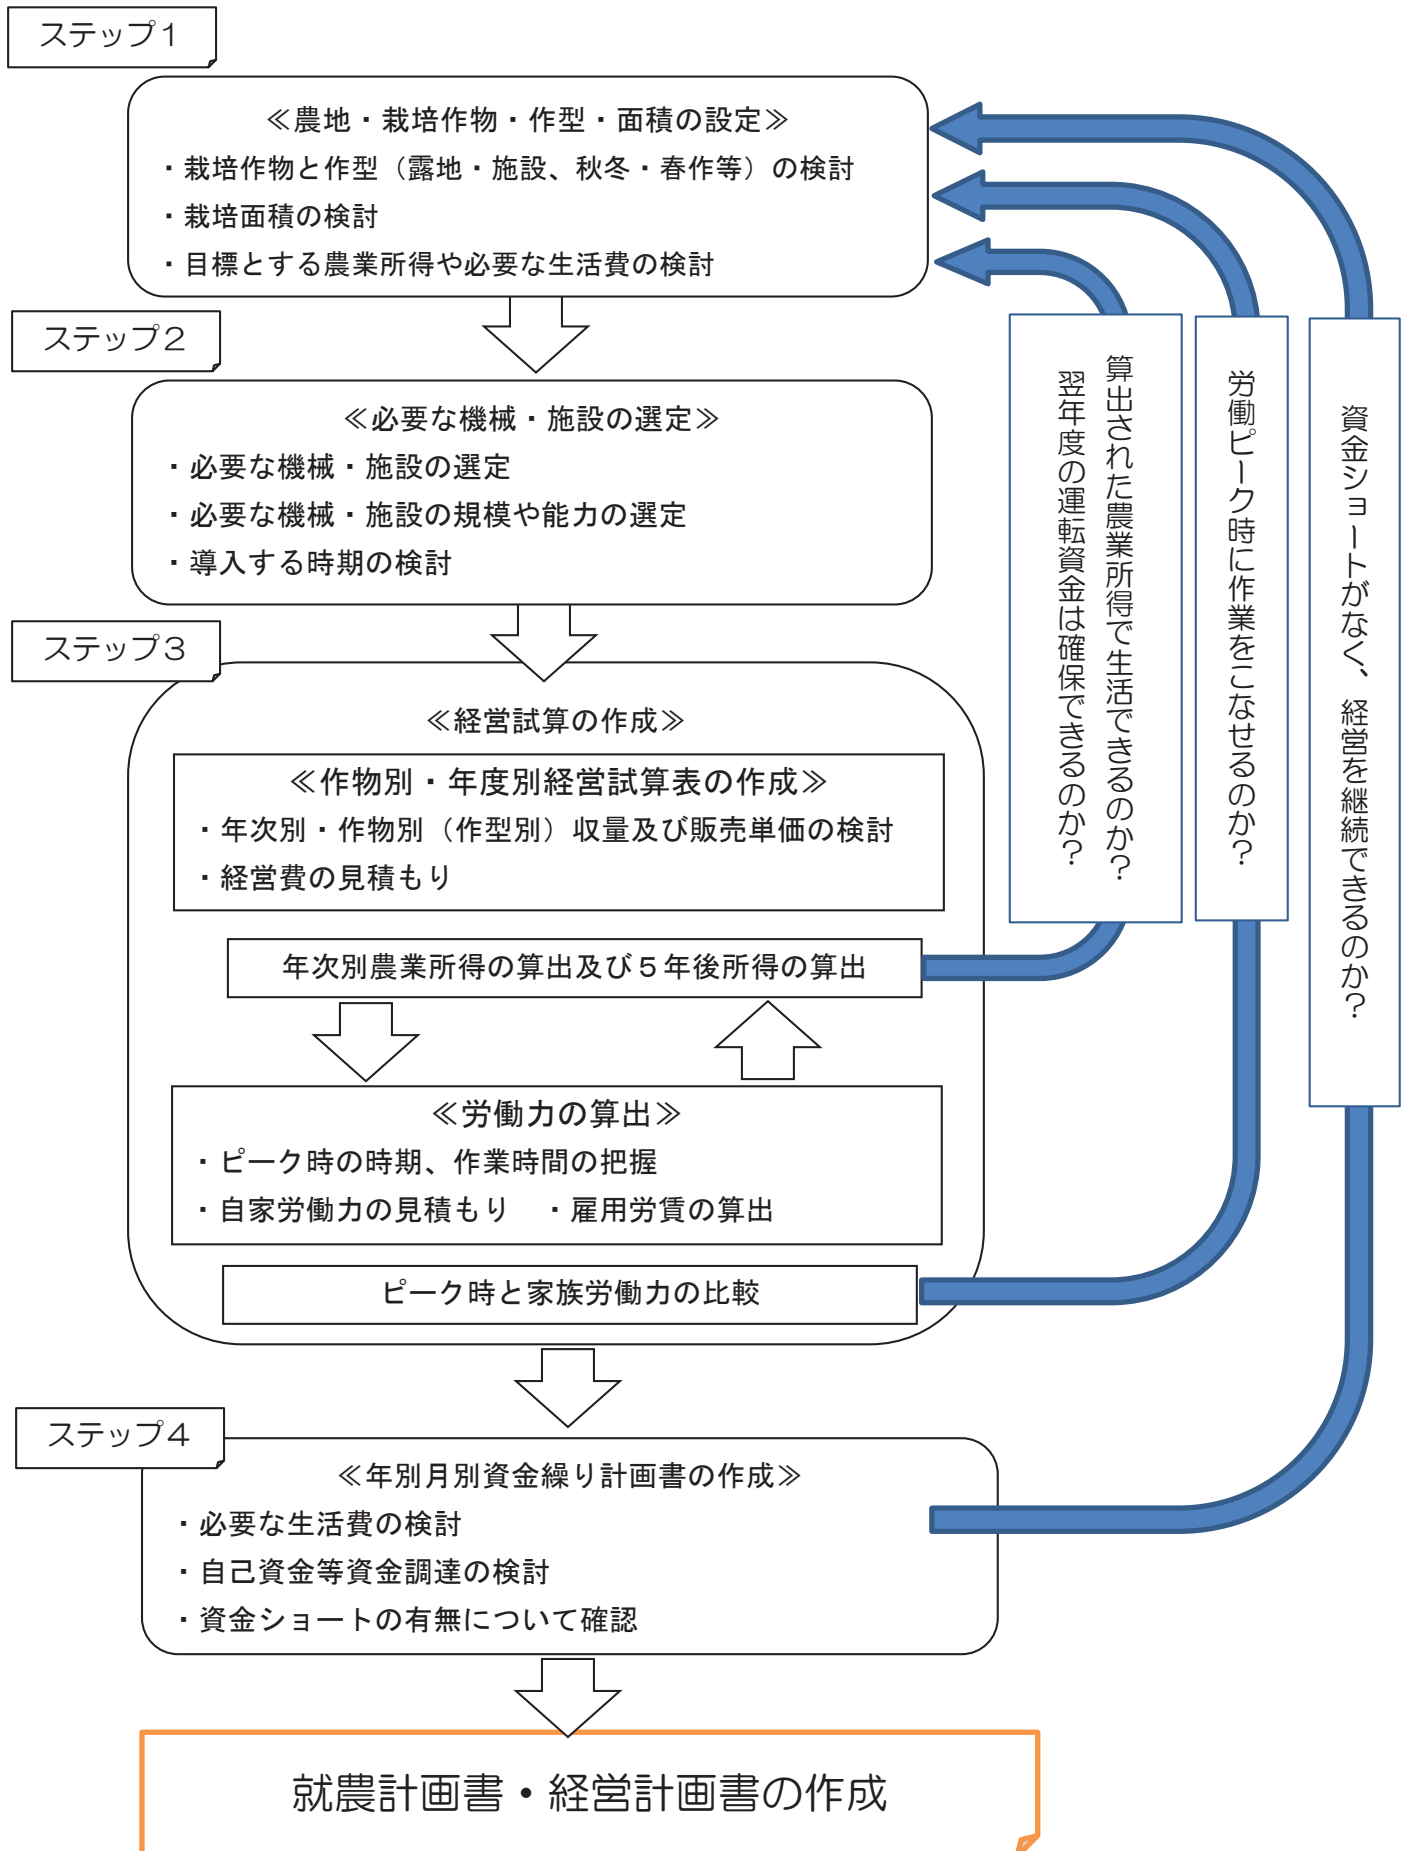 ステップ１
≪農地・栽培作物・作型・面積の設定≫
・栽培作物と作型（露地・施設、秋冬・春作等）の検討
・栽培面積の検討
・目標とする農業所得や必要な生活費の検討
ステップ２
≪必要な機械・施設の選定≫
・必要な機械・施設の選定
・必要な機械・施設の規模や能力の選定
・導入する時期の検討
ステップ３
≪経営試算の作成≫
≪作物別・年度別経営試算表の作成≫
・年次別・作物別（作型別）収量及び販売単価の検討
・経営費の見積もり
年次別農業所得の算出及び５年後所得の算出
≪労働力の算出≫
・ピーク時の時期、作業時間の把握
・自家労働力の見積もり　・雇用労賃の算出
ピーク時と家族労働力の比較
ステップ４
≪年別月別資金繰り計画書の作成≫
・必要な生活費の検討
・自己資金等資金調達の検討
・資金ショートの有無について確認
就農計画書・経営計画書の作成
算出された農業所得で生活できるのか？
翌年度の運転資金は確保できるのか？
労働ピーク時に作業をこなせるのか？
資金ショートがなく、経営を継続できるのか？